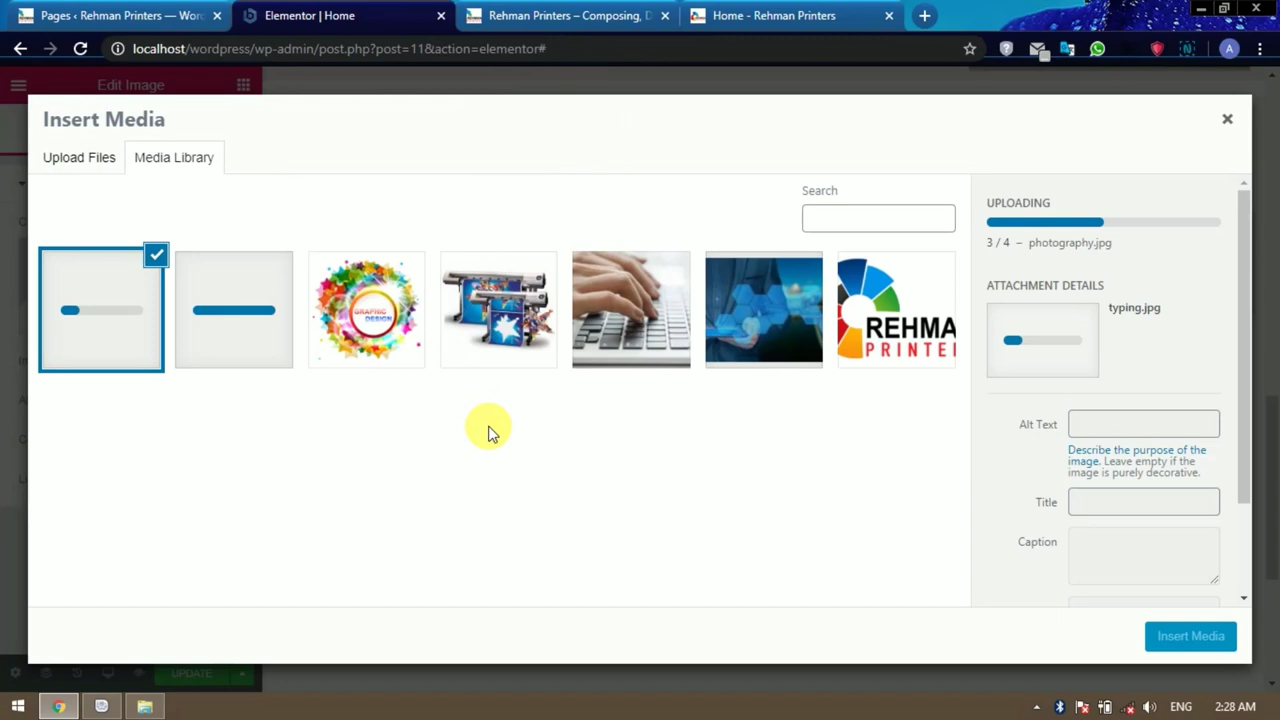 Pages ‹ Rehman Printers — Wor
Elementor | Home
Rehman Printers – Composing, D
Home - Rehman Printers
localhost/wordpress/wp-admin/post.php?post=11&action=elementor#
A
Edit Image
Insert Media
Upload Files
Media Library
Search
GRAPHIC
DESIGN
REHMA
PRINTE
UPLOADING
3 / 4 – photography.jpg
ATTACHMENT DETAILS
typing.jpg
Alt Text
Describe the purpose of the
image. Leave empty if the
image is purely decorative.
Title
Caption
Insert Media
UPDATE
ENG
2:28 AM